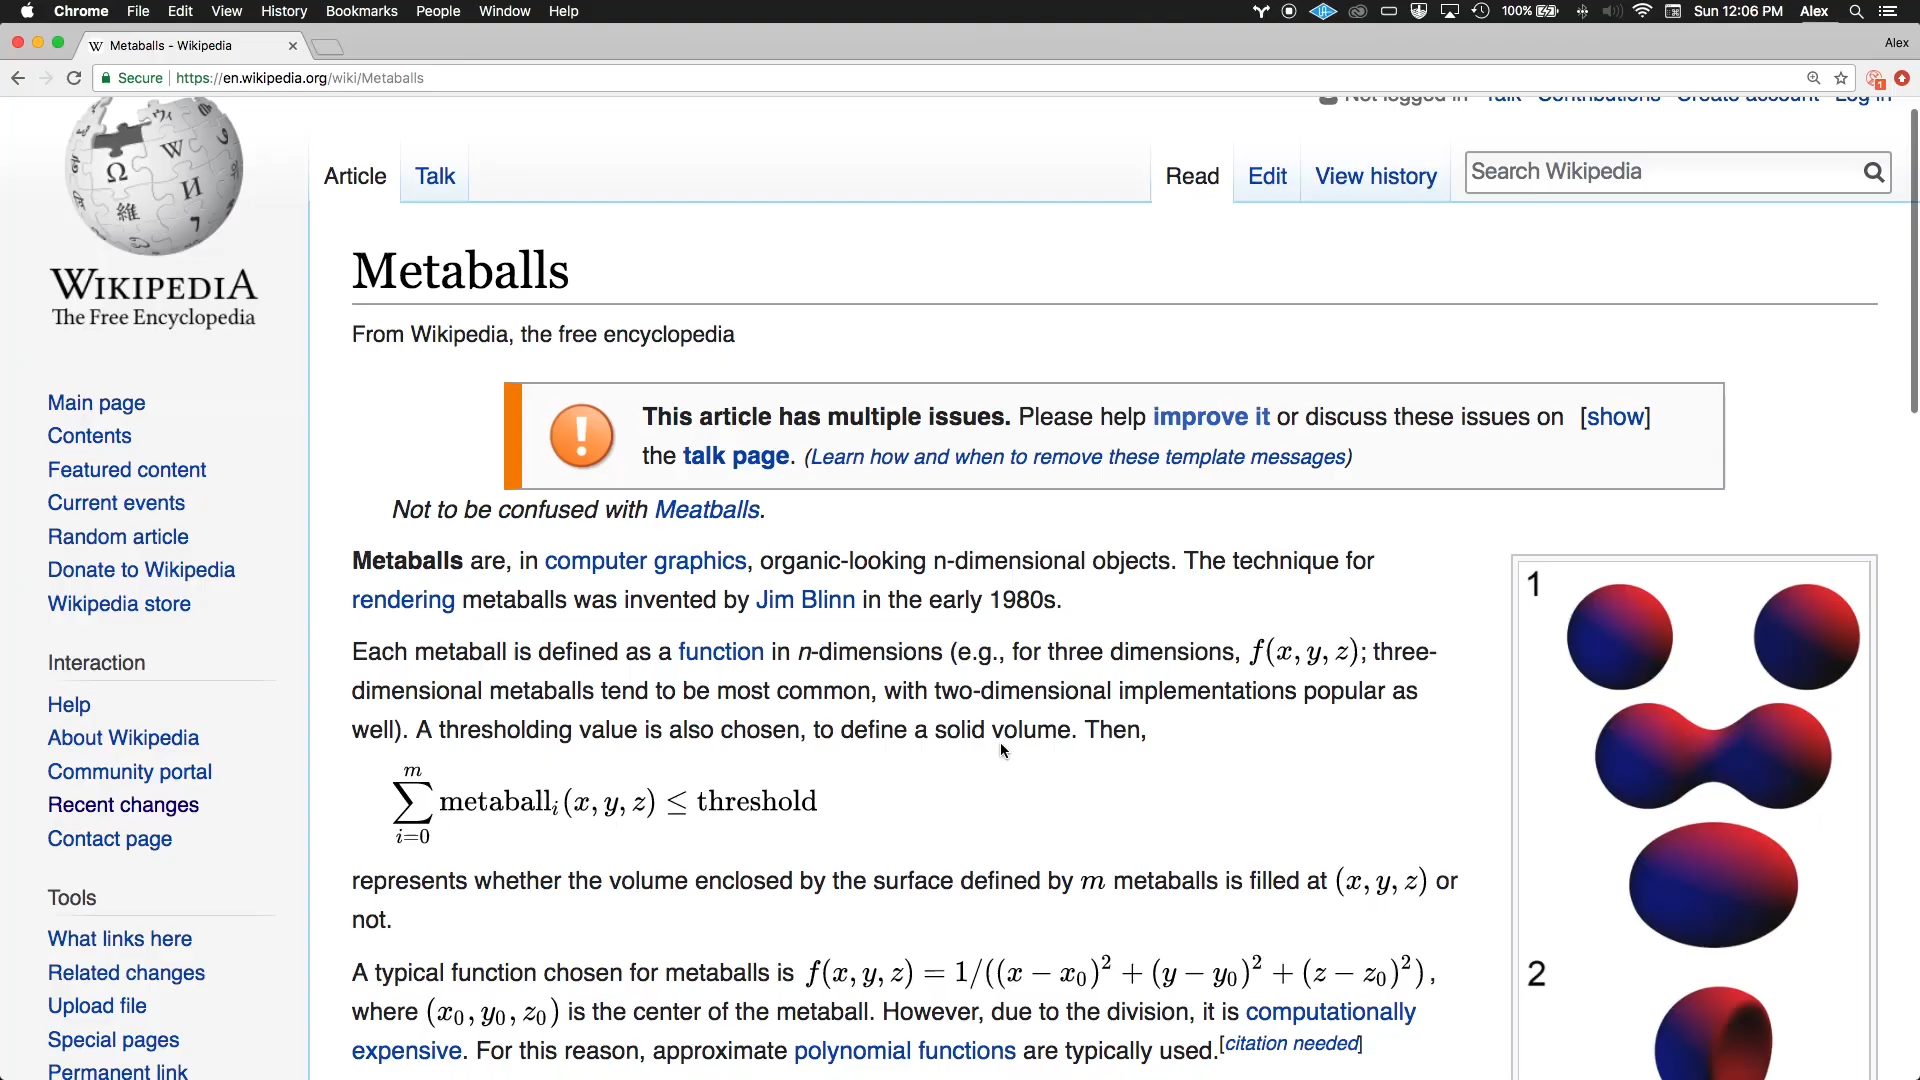 Chrome File Edit View History Bookmarks People Window Help 100% Sun 12:06 PM Alex
Metaballs - Wikipedia
Alex
Secure https://en.wikipedia.org/wiki/Metaballs
Not logged in Talk Contributions Create account Log in
Article Talk Read Edit View history Search Wikipedia
WIKIPEDIA
The Free Encyclopedia
Main page
Contents
Featured content
Current events
Random article
Donate to Wikipedia
Wikipedia store
Interaction
Help
About Wikipedia
Community portal
Recent changes
Contact page
Tools
What links here
Related changes
Upload file
Special pages
Permanent link
Metaballs
From Wikipedia, the free encyclopedia
This article has multiple issues. Please help improve it or discuss these issues on [show]
the talk page. (Learn how and when to remove these template messages)
Not to be confused with Meatballs.
Metaballs are, in computer graphics, organic-looking n-dimensional objects. The technique for
rendering metaballs was invented by Jim Blinn in the early 1980s.
Each metaball is defined as a function in n-dimensions (e.g., for three dimensions, f(x, y, z); three-
dimensional metaballs tend to be most common, with two-dimensional implementations popular as
well). A thresholding value is also chosen, to define a solid volume. Then,
m
∑ metaballᵢ(x, y, z) ≤ threshold
i=0
represents whether the volume enclosed by the surface defined by m metaballs is filled at (x, y, z) or
not.
A typical function chosen for metaballs is f(x, y, z) = 1/((x − x₀)² + (y − y₀)² + (z − z₀)²),
where (x₀, y₀, z₀) is the center of the metaball. However, due to the division, it is computationally
expensive. For this reason, approximate polynomial functions are typically used.[citation needed]
1
2